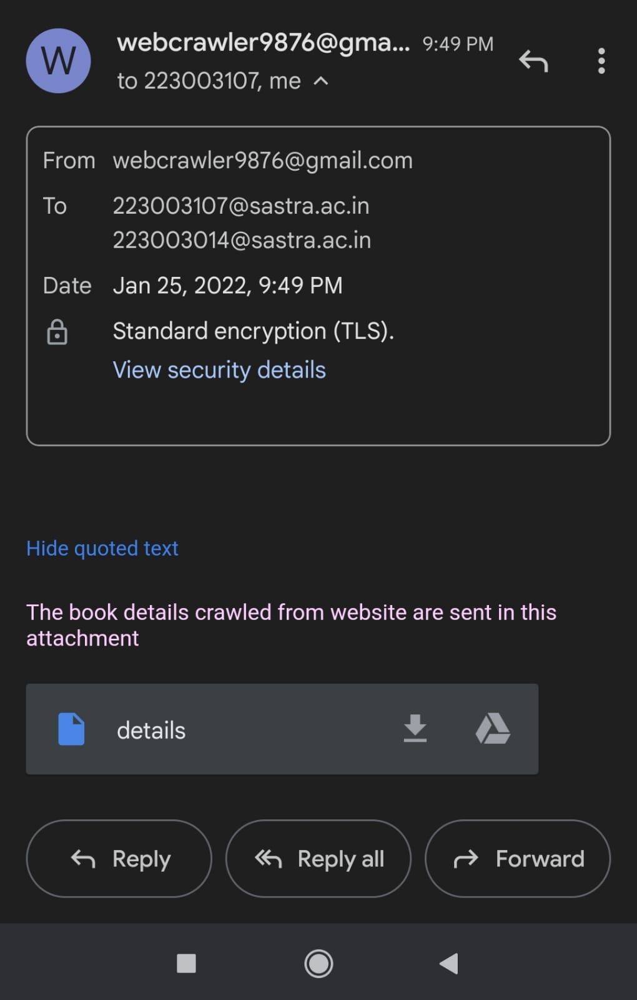 W
webcrawler9876@gma... 9:49 PM
to 223003107, me
From webcrawler9876@gmail.com
To 223003107@sastra.ac.in
223003014@sastra.ac.in
Date Jan 25, 2022, 9:49 PM
Standard encryption (TLS).
View security details
Hide quoted text
The book details crawled from website are sent in this
attachment
details
Reply Reply all Forward